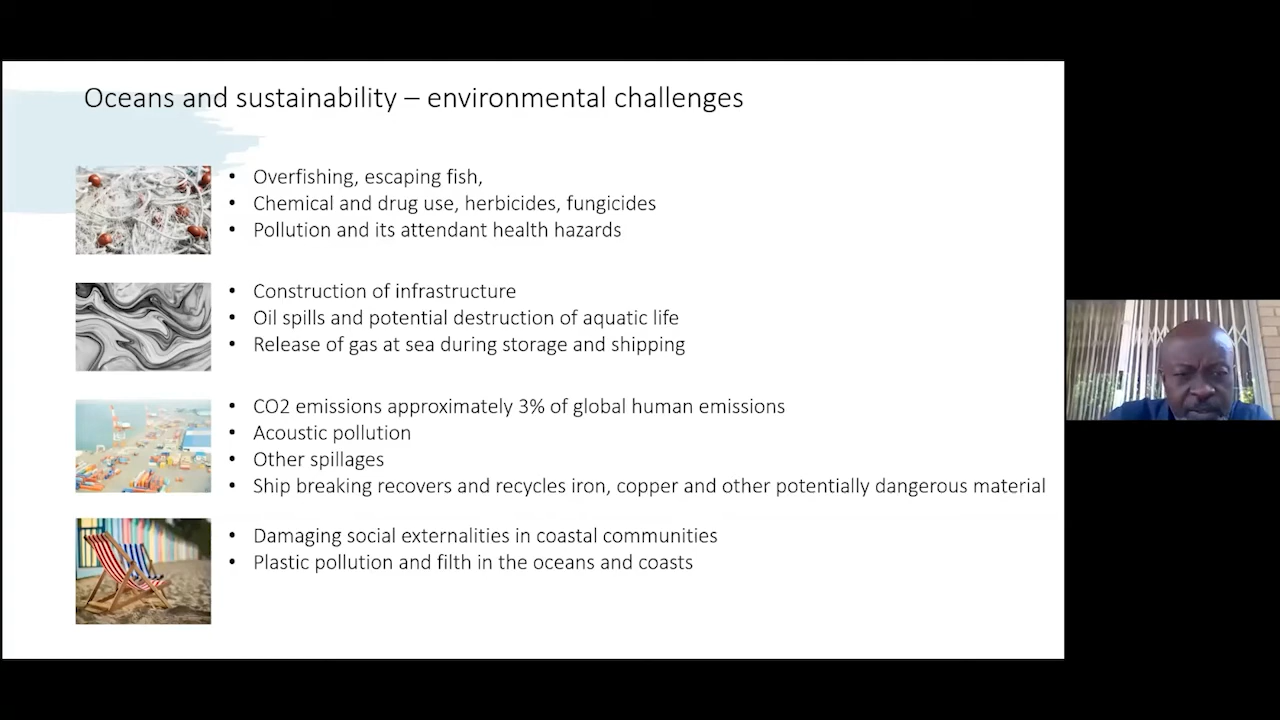 Oceans and sustainability – environmental challenges
• Overfishing, escaping fish,
• Chemical and drug use, herbicides, fungicides
• Pollution and its attendant health hazards
• Construction of infrastructure
• Oil spills and potential destruction of aquatic life
• Release of gas at sea during storage and shipping
• CO2 emissions approximately 3% of global human emissions
• Acoustic pollution
• Other spillages
• Ship breaking recovers and recycles iron, copper and other potentially dangerous material
• Damaging social externalities in coastal communities
• Plastic pollution and filth in the oceans and coasts